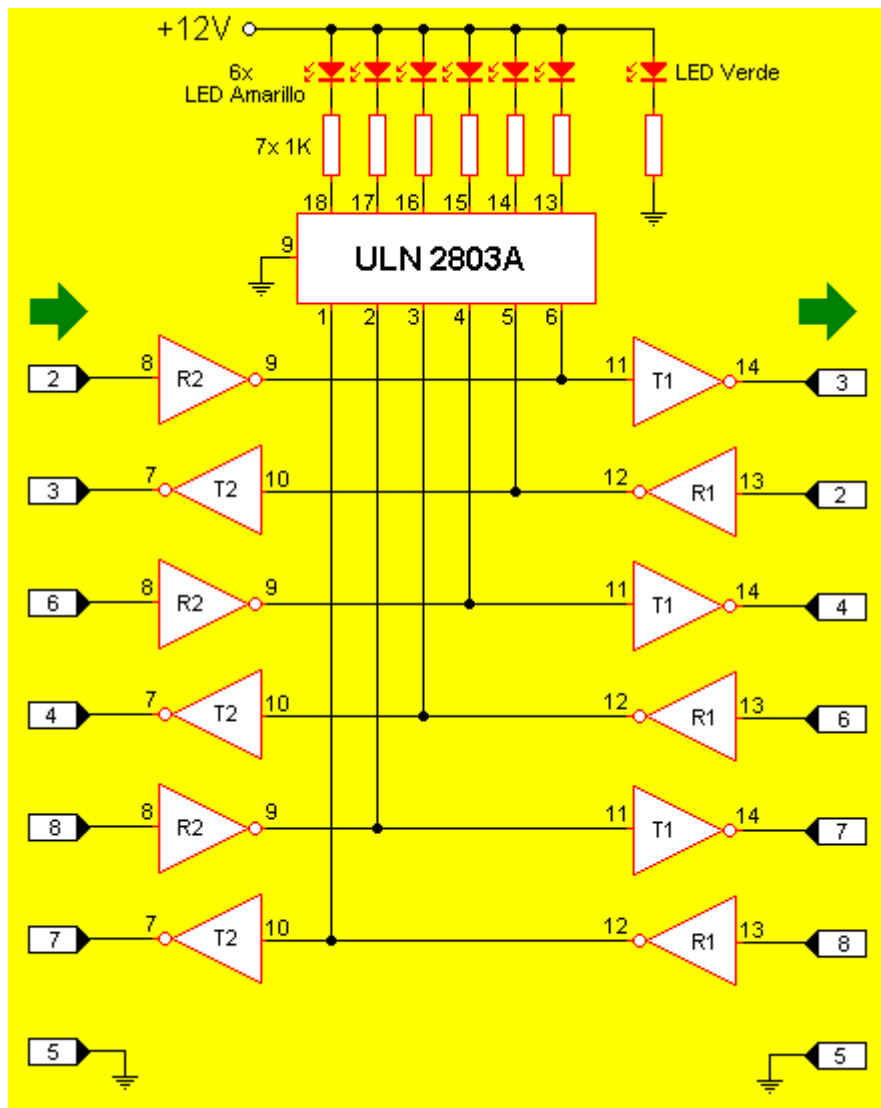 +12V
6x
LED Amarillo
LED Verde
7x 1K
18 17 16 15 14 13
9
ULN 2803A
1 2 3 4 5 6
2 8 R2 9 11 T1 14 3
3 7 T2 10 12 R1 13 2
6 8 R2 9 11 T1 14 4
4 7 T2 10 12 R1 13 6
8 8 R2 9 11 T1 14 7
7 7 T2 10 12 R1 13 8
5 5